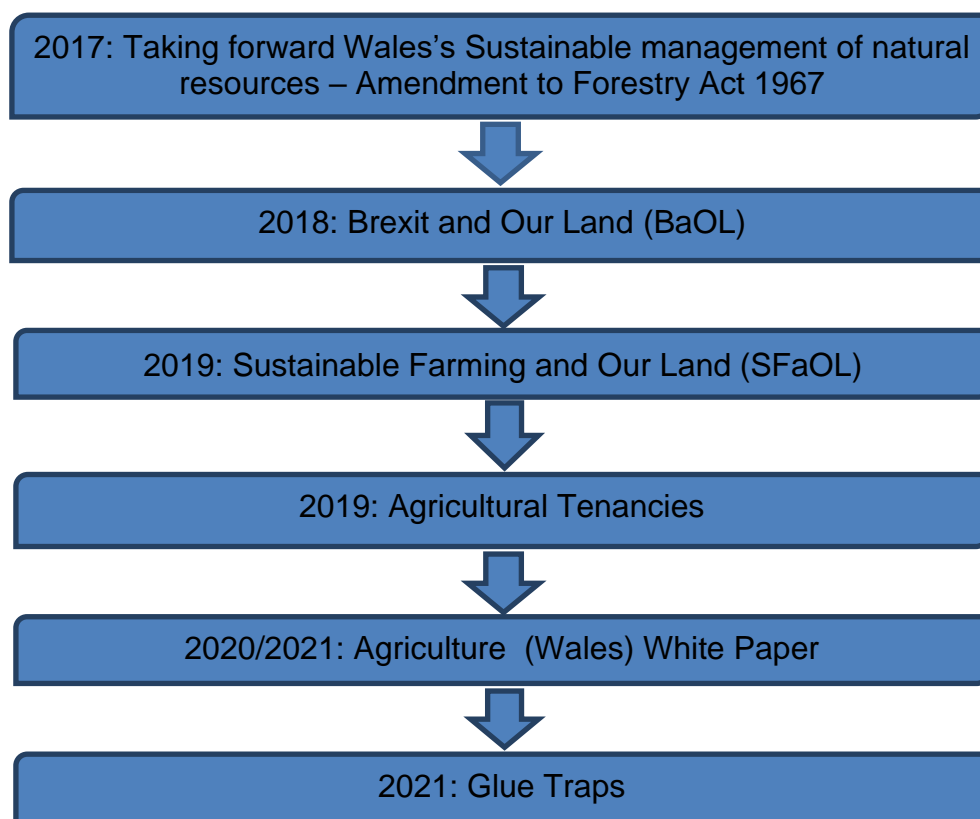 2017: Taking forward Wales's Sustainable management of natural
resources – Amendment to Forestry Act 1967
2018: Brexit and Our Land (BaOL)
2019: Sustainable Farming and Our Land (SFaOL)
2019: Agricultural Tenancies
2020/2021: Agriculture (Wales) White Paper
2021: Glue Traps